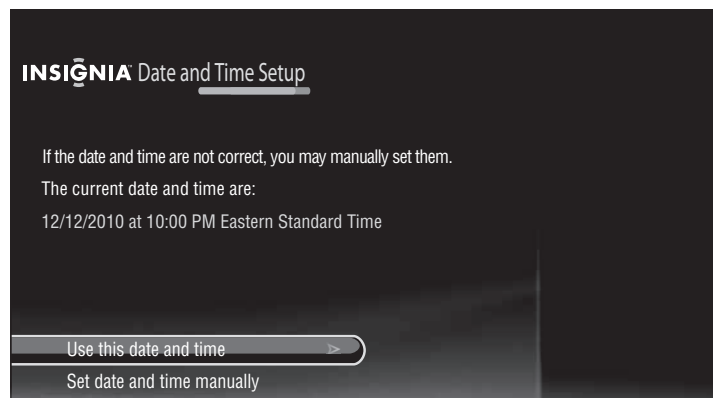 INSIGNIA™ Date and Time Setup
If the date and time are not correct, you may manually set them.
The current date and time are:
12/12/2010 at 10:00 PM Eastern Standard Time
Use this date and time >
Set date and time manually